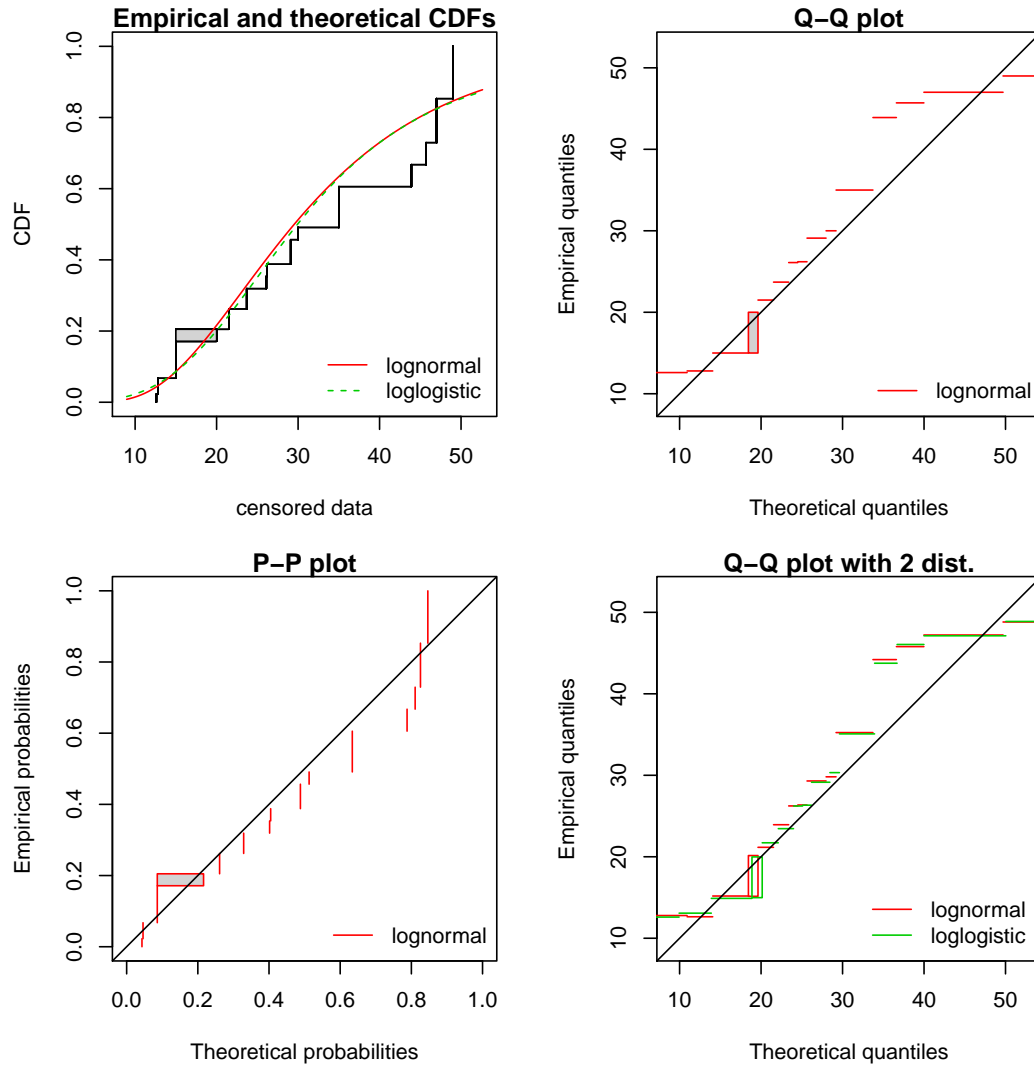 Empirical and theoretical CDFs
CDF
0.0
0.2
0.4
0.6
0.8
1.0
lognormal
loglogistic
10
20
30
40
50
censored data
Q−Q plot
Empirical quantiles
10
20
30
40
50
lognormal
10
20
30
40
50
Theoretical quantiles
P−P plot
Empirical probabilities
0.0
0.2
0.4
0.6
0.8
1.0
lognormal
0.0
0.2
0.4
0.6
0.8
1.0
Theoretical probabilities
Q−Q plot with 2 dist.
Empirical quantiles
10
20
30
40
50
lognormal
loglogistic
10
20
30
40
50
Theoretical quantiles